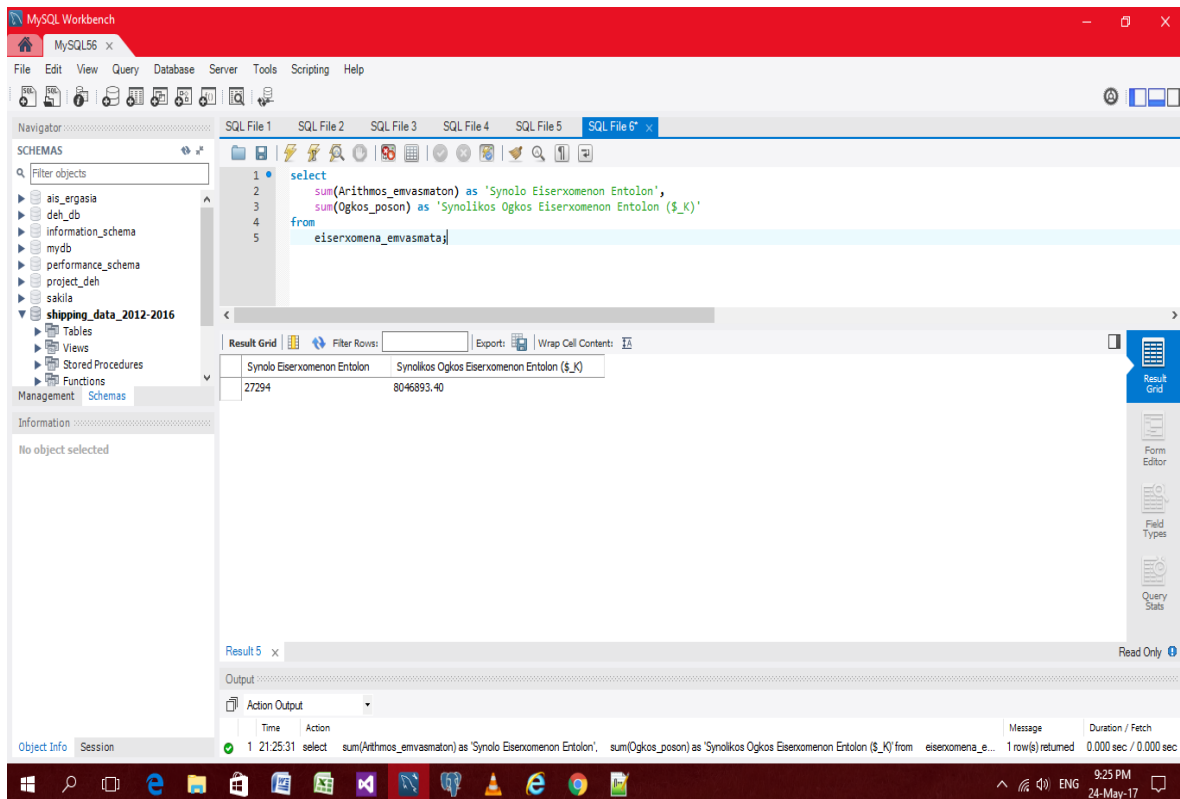 MySQL Workbench
MySQL56 ×
File Edit View Query Database Server Tools Scripting Help
Navigator
SCHEMAS
Filter objects
ais_ergasia
deh_db
information_schema
mydb
performance_schema
project_deh
sakila
shipping_data_2012-2016
Tables
Views
Stored Procedures
Functions
Management Schemas
Information
No object selected
Object Info Session
SQL File 1 SQL File 2 SQL File 3 SQL File 4 SQL File 5 SQL File 6* ×
1 select
2 sum(Arithmos_emvasmaton) as 'Synolo Eiserxomenon Entolon',
3 sum(Ogkos_poson) as 'Synolikos Ogkos Eiserxomenon Entolon ($_K)'
4 from
5 eiserxomena_emvasmata;
Result Grid Filter Rows: Export: Wrap Cell Content:
Synolo Eiserxomenon Entolon Synolikos Ogkos Eiserxomenon Entolon ($_K)
27294 8046893.40
Result Grid
Form Editor
Field Types
Query Stats
Result 5 × Read Only
Output
Action Output
Time Action Message Duration / Fetch
1 21:25:31 select sum(Arithmos_emvasmaton) as 'Synolo Eiserxomenon Entolon', sum(Ogkos_poson) as 'Synolikos Ogkos Eiserxomenon Entolon ($_K)' from eiserxomena_e... 1 row(s) returned 0.000 sec / 0.000 sec
ENG
9:25 PM
24-May-17